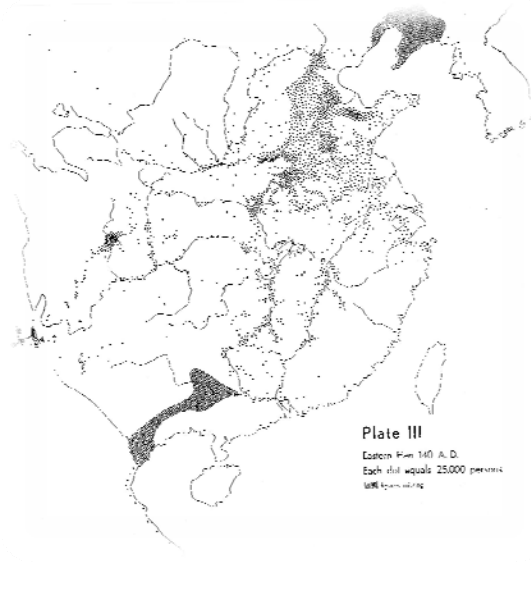 Plate III
Eastern Han 140 A. D.
Each dot equals 25,000 persons